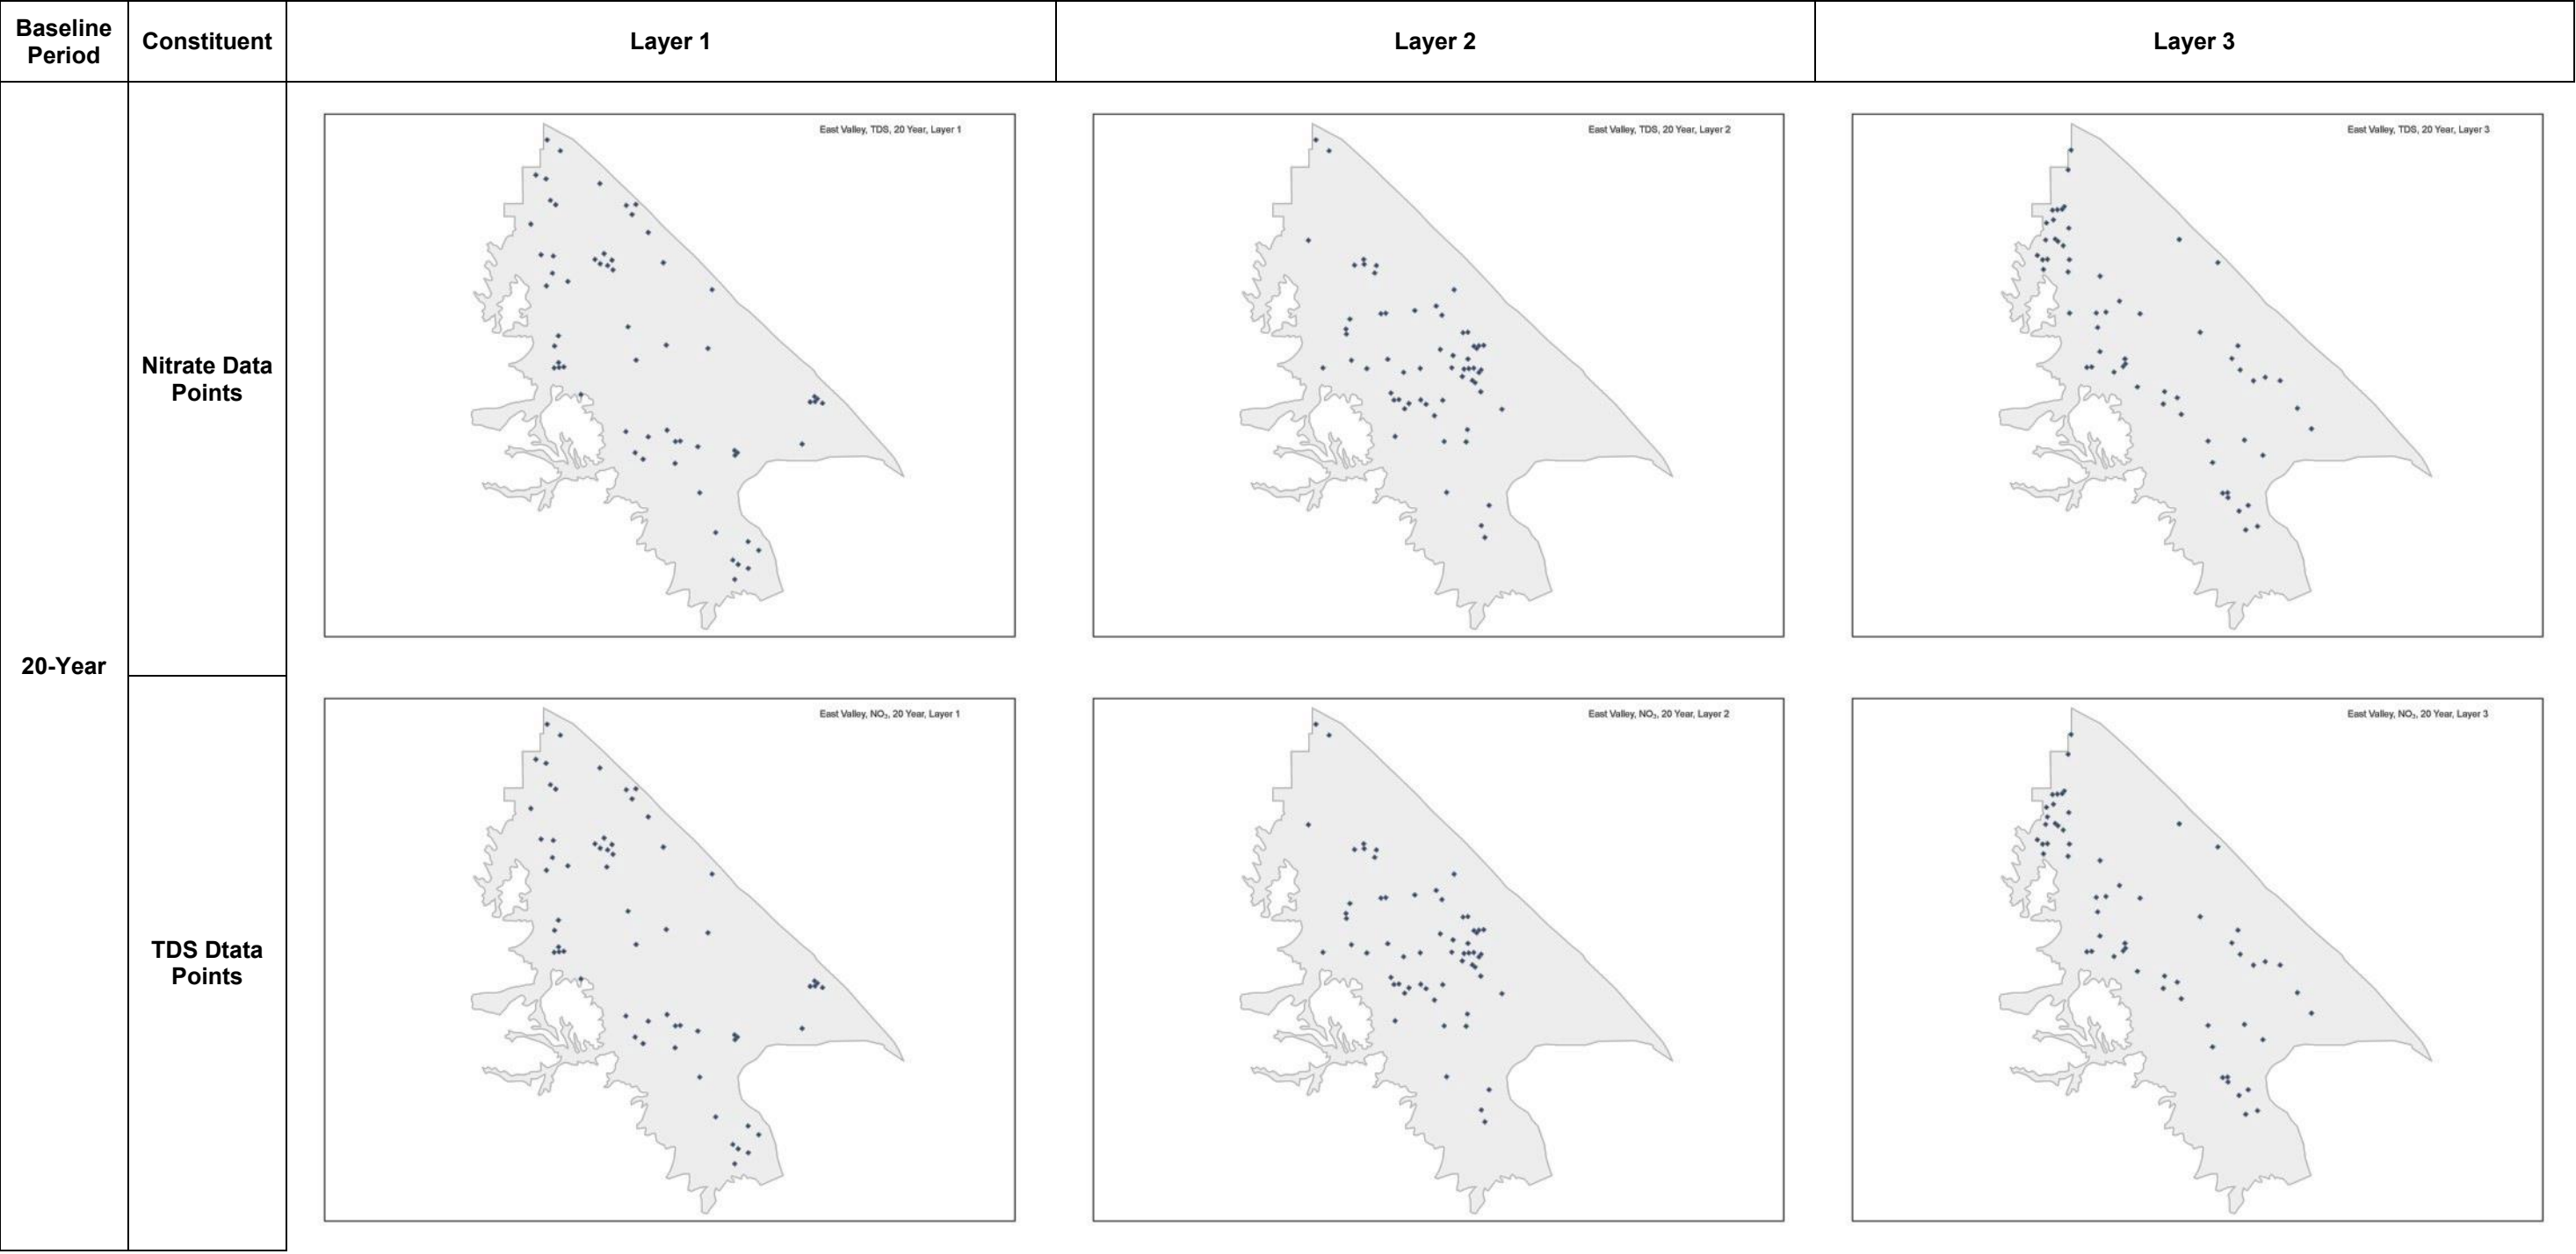 Baseline
Period
Constituent
Layer 1
Layer 2
Layer 3
20-Year
Nitrate Data
Points
East Valley, TDS, 20 Year, Layer 1
East Valley, TDS, 20 Year, Layer 2
East Valley, TDS, 20 Year, Layer 3
TDS Dtata
Points
East Valley, NO₃, 20 Year, Layer 1
East Valley, NO₃, 20 Year, Layer 2
East Valley, NO₃, 20 Year, Layer 3